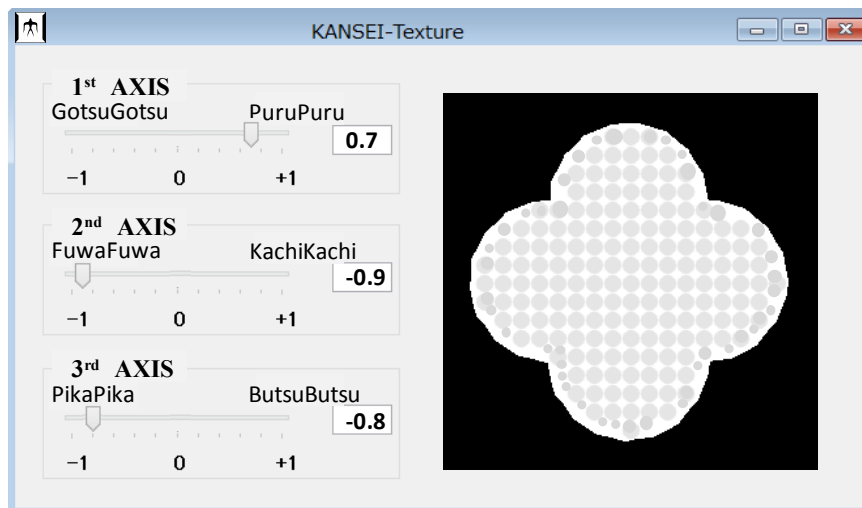 KANSEI-Texture
1st AXIS
GotsuGotsu PuruPuru
0.7
−1 0 +1
2nd AXIS
FuwaFuwa KachiKachi
-0.9
−1 0 +1
3rd AXIS
PikaPika ButsuButsu
-0.8
−1 0 +1